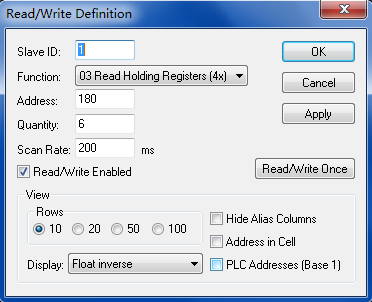 Read/Write Definition
Slave ID: 1
OK
Function: 03 Read Holding Registers (4x)
Cancel
Address: 180
Quantity: 6
Apply
Scan Rate: 200 ms
Read/Write Enabled
Read/Write Once
View
Rows
10 20 50 100
Hide Alias Columns
Address in Cell
Display: Float inverse
PLC Addresses (Base 1)